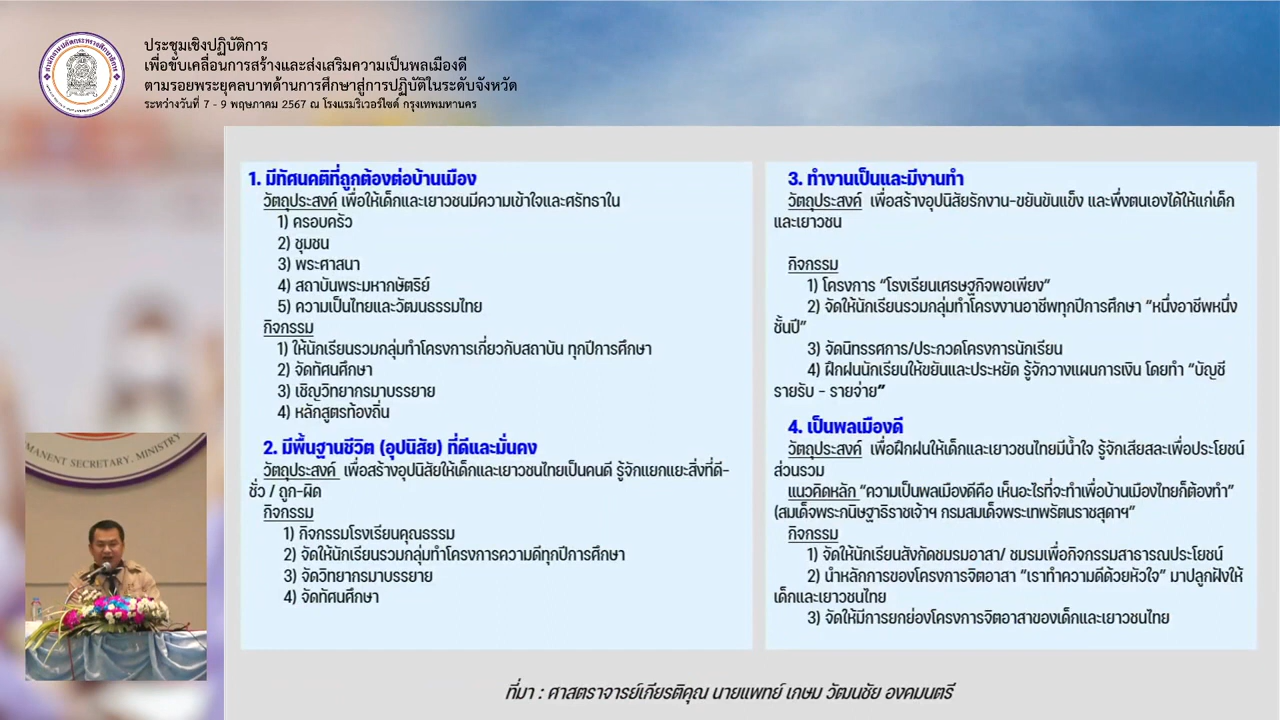 ประชุมเชิงปฏิบัติการ
เพื่อขับเคลื่อนการสร้างและส่งเสริมความเป็นพลเมืองดี
ตามรอยพระยุคลบาทด้านการศึกษาสู่การปฏิบัติในระดับจังหวัด
ระหว่างวันที่ 7 - 9 พฤษภาคม 2567 ณ โรงแรมริเวอร์ไซด์ กรุงเทพมหานคร
1. มีทัศนคติที่ถูกต้องต่อบ้านเมือง
วัตถุประสงค์ เพื่อให้เด็กและเยาวชนมีความเข้าใจและศรัทธาใน
1) ครอบครัว
2) ชุมชน
3) พระศาสนา
4) สถาบันพระมหากษัตริย์
5) ความเป็นไทยและวัฒนธรรมไทย
กิจกรรม
1) ให้นักเรียนรวมกลุ่มทำโครงการเกี่ยวกับสถาบัน ทุกปีการศึกษา
2) จัดทัศนศึกษา
3) เชิญวิทยากรมาบรรยาย
4) หลักสูตรท้องถิ่น
2. มีพื้นฐานชีวิต (อุปนิสัย) ที่ดีและมั่นคง
วัตถุประสงค์ เพื่อสร้างอุปนิสัยให้เด็กและเยาวชนไทยเป็นคนดี รู้จักแยกแยะสิ่งที่ดี-
ชั่ว / ถูก-ผิด
กิจกรรม
1) กิจกรรมโรงเรียนคุณธรรม
2) จัดให้นักเรียนรวมกลุ่มทำโครงการความดีทุกปีการศึกษา
3) จัดวิทยากรมาบรรยาย
4) จัดทัศนศึกษา
3. ทำงานเป็นและมีงานทำ
วัตถุประสงค์ เพื่อสร้างอุปนิสัยรักงาน-ขยันขันแข็ง และพึ่งตนเองได้ให้แก่เด็ก
และเยาวชน
กิจกรรม
1) โครงการ “โรงเรียนเศรษฐกิจพอเพียง“
2) จัดให้นักเรียนรวมกลุ่มทำโครงงานอาชีพทุกปีการศึกษา “หนึ่งอาชีพหนึ่ง
ชั้นปี”
3) จัดนิทรรศการ/ประกวดโครงการนักเรียน
4) ฝึกฝนนักเรียนให้ขยันและประหยัด รู้จักวางแผนการเงิน โดยทำ “บัญชี
รายรับ - รายจ่าย”
4. เป็นพลเมืองดี
วัตถุประสงค์ เพื่อฝึกฝนให้เด็กและเยาวชนไทยมีน้ำใจ รู้จักเสียสละเพื่อประโยชน์
ส่วนรวม
แนวคิดหลัก “ความเป็นพลเมืองดีคือ เห็นอะไรที่จะทำเพื่อบ้านเมืองไทยก็ต้องทำ”
(สมเด็จพระกนิษฐาธิราชเจ้าฯ กรมสมเด็จพระเทพรัตนราชสุดาฯ”
กิจกรรม
1) จัดให้นักเรียนสังกัดชมรมอาสา/ ชมรมเพื่อกิจกรรมสาธารณประโยชน์
2) นำหลักการของโครงการจิตอาสา “เราทำความดีด้วยหัวใจ” มาปลูกฝังให้
เด็กและเยาวชนไทย
3) จัดให้มีการยกย่องโครงการจิตอาสาของเด็กและเยาวชนไทย
ที่มา : ศาสตราจารย์เกียรติคุณ นายแพทย์ เกษม วัฒนชัย องคมนตรี
PERMANENT SECRETARY, MINISTRY